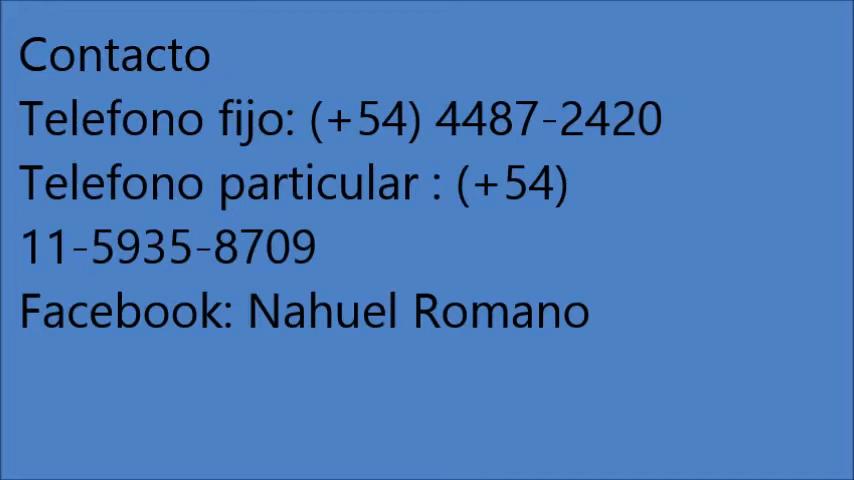 Contacto
Telefono fijo: (+54) 4487-2420
Telefono particular : (+54)
11-5935-8709
Facebook: Nahuel Romano